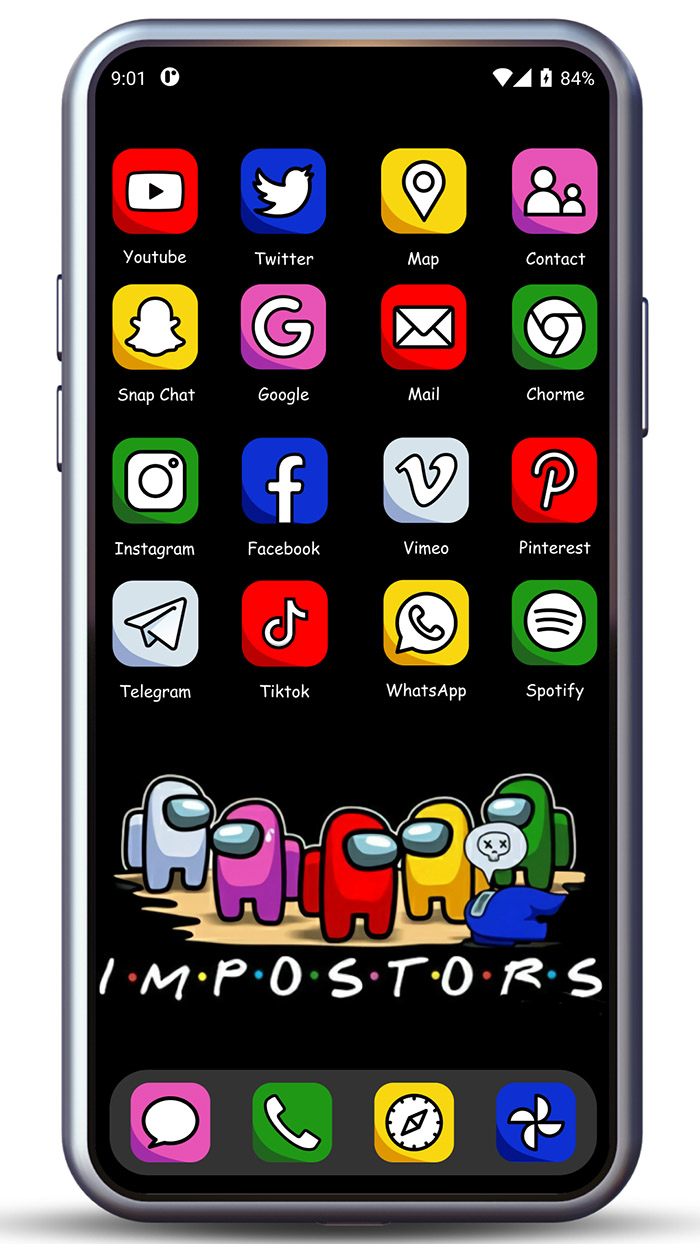 9:01 84%
Youtube Twitter Map Contact
Snap Chat Google Mail Chorme
Instagram Facebook Vimeo Pinterest
Telegram Tiktok WhatsApp Spotify
I•M•P•O•S•T•O•R•S